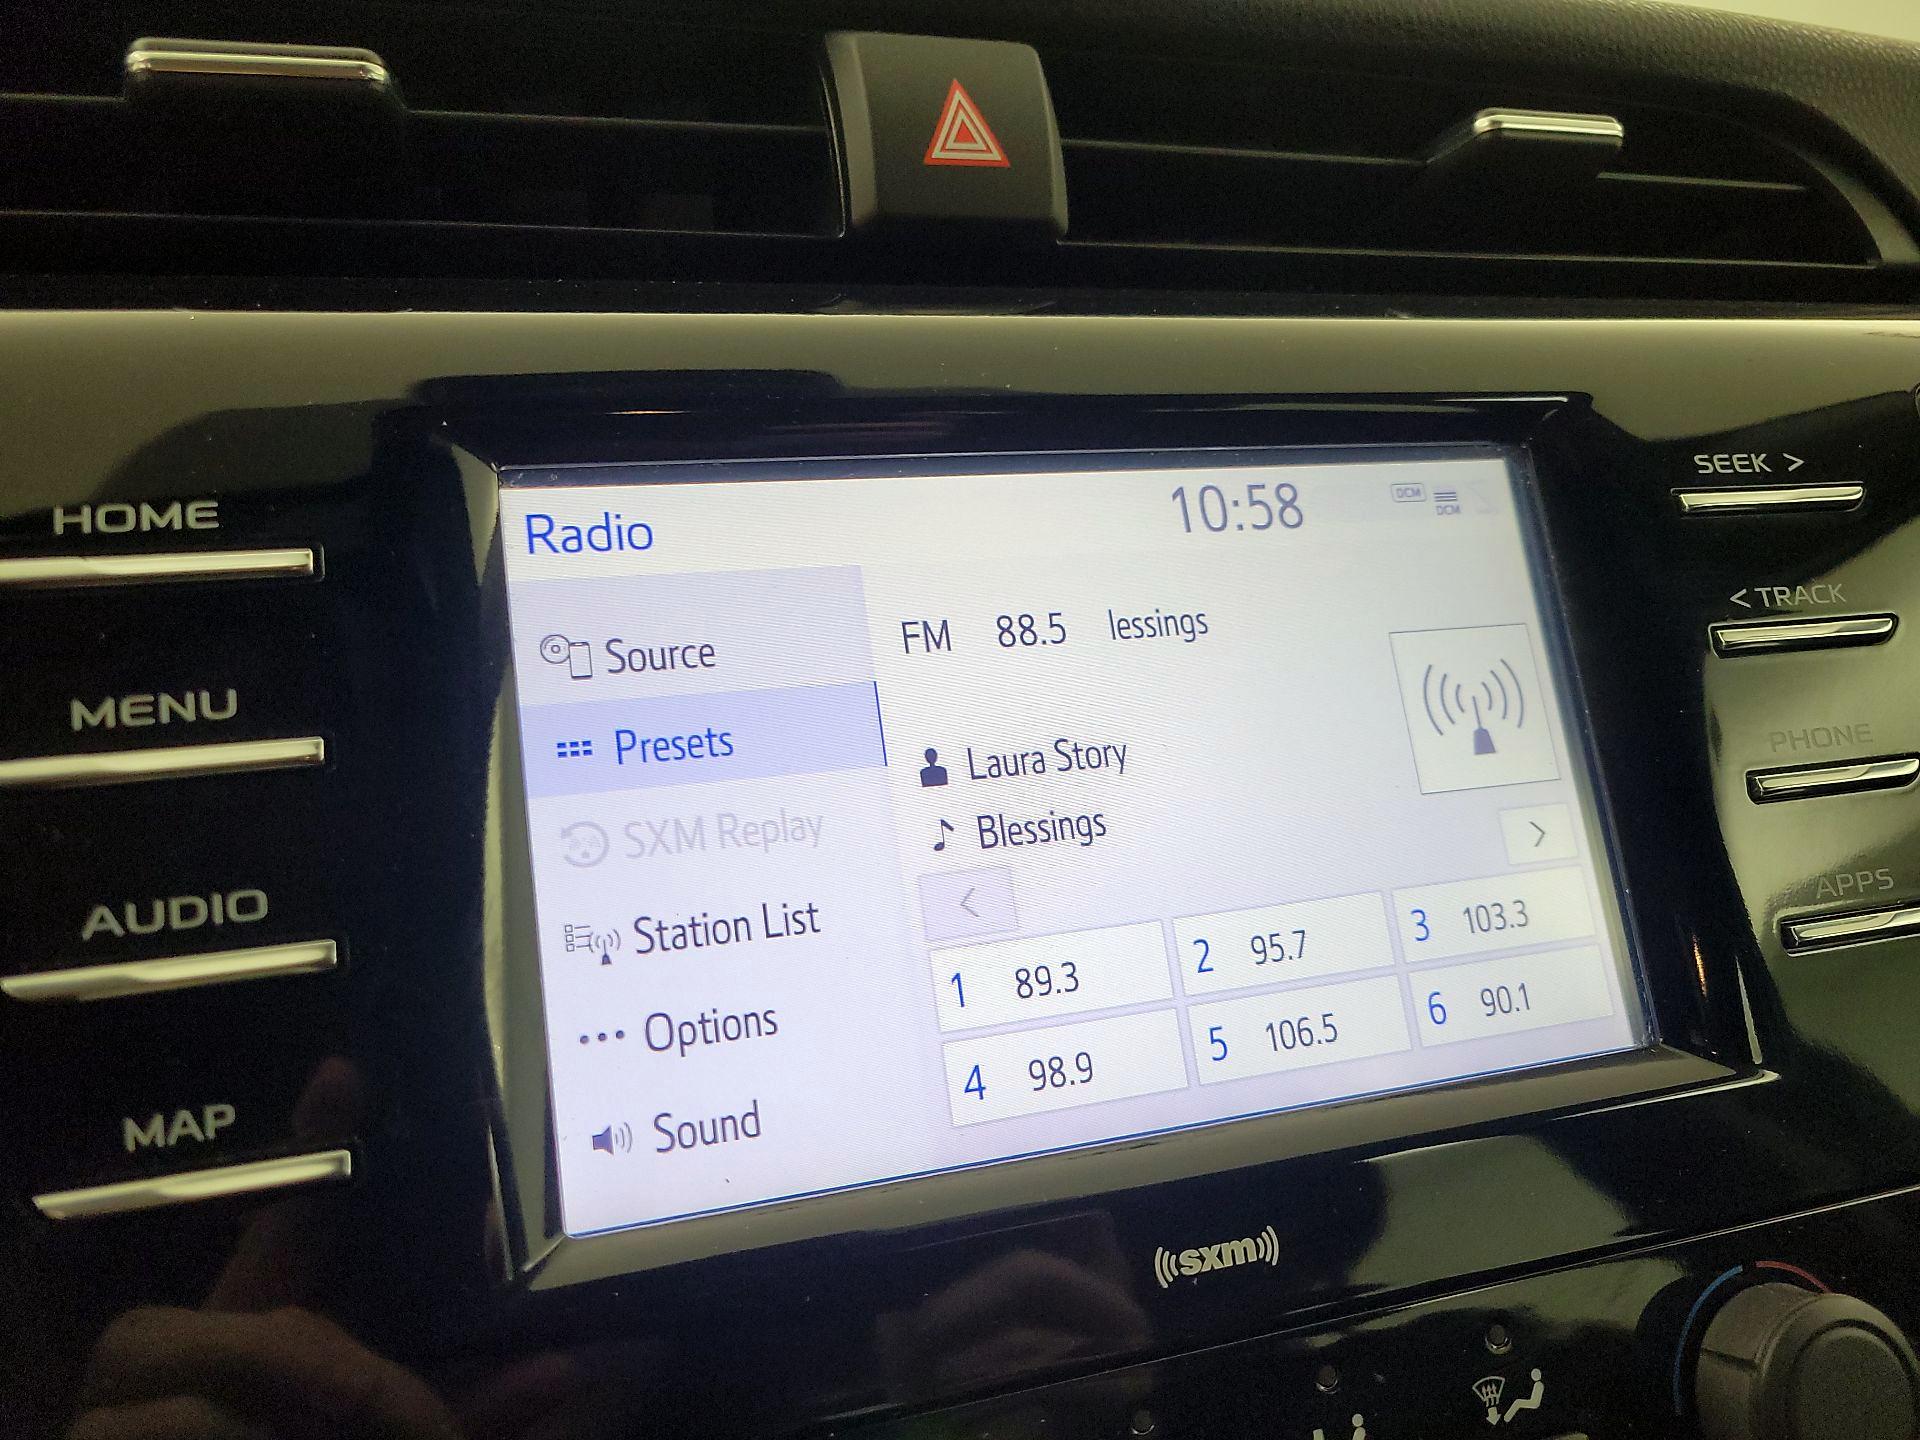 HOME
MENU
AUDIO
MAP
Radio
10:58
DCM
DCM
Source
Presets
SXM Replay
Station List
Options
Sound
FM 88.5 lessings
Laura Story
Blessings
<
>
1 89.3
2 95.7
3 103.3
4 98.9
5 106.5
6 90.1
SEEK >
< TRACK
PHONE
APPS
sxm